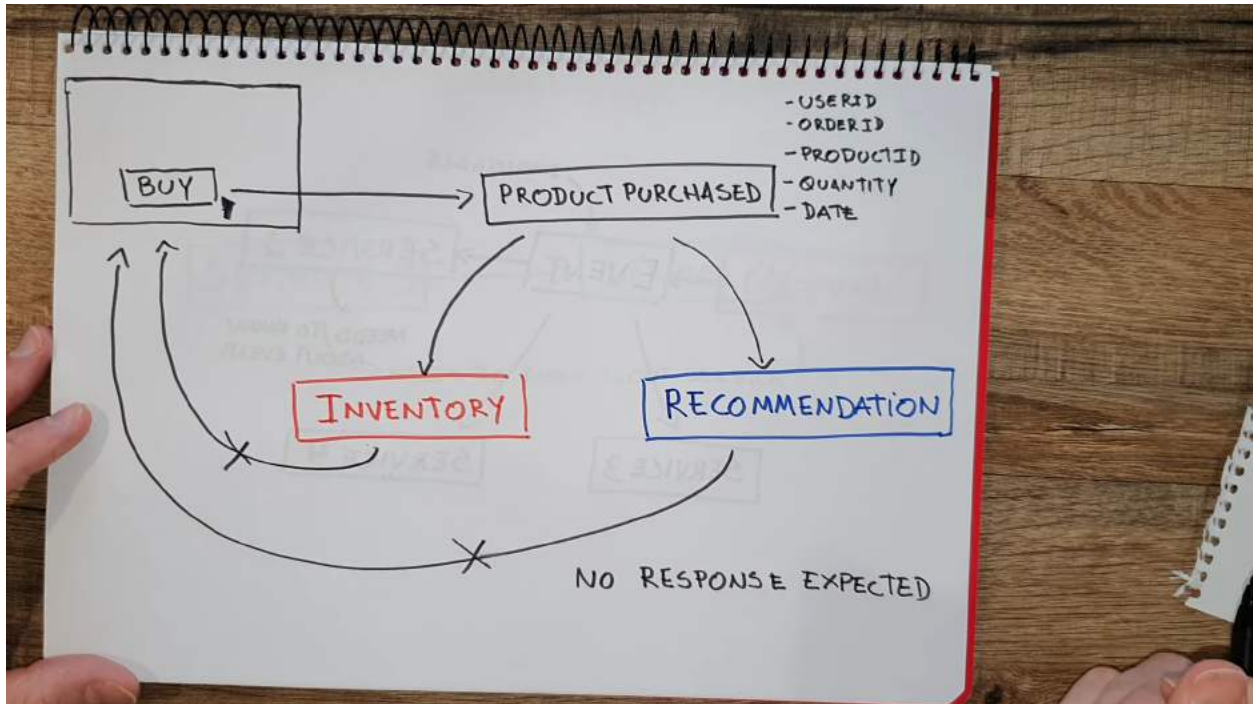 - USERID
- ORDERID
- PRODUCTID
- QUANTITY
- DATE
BUY
PRODUCT PURCHASED
INVENTORY
RECOMMENDATION
NO RESPONSE EXPECTED